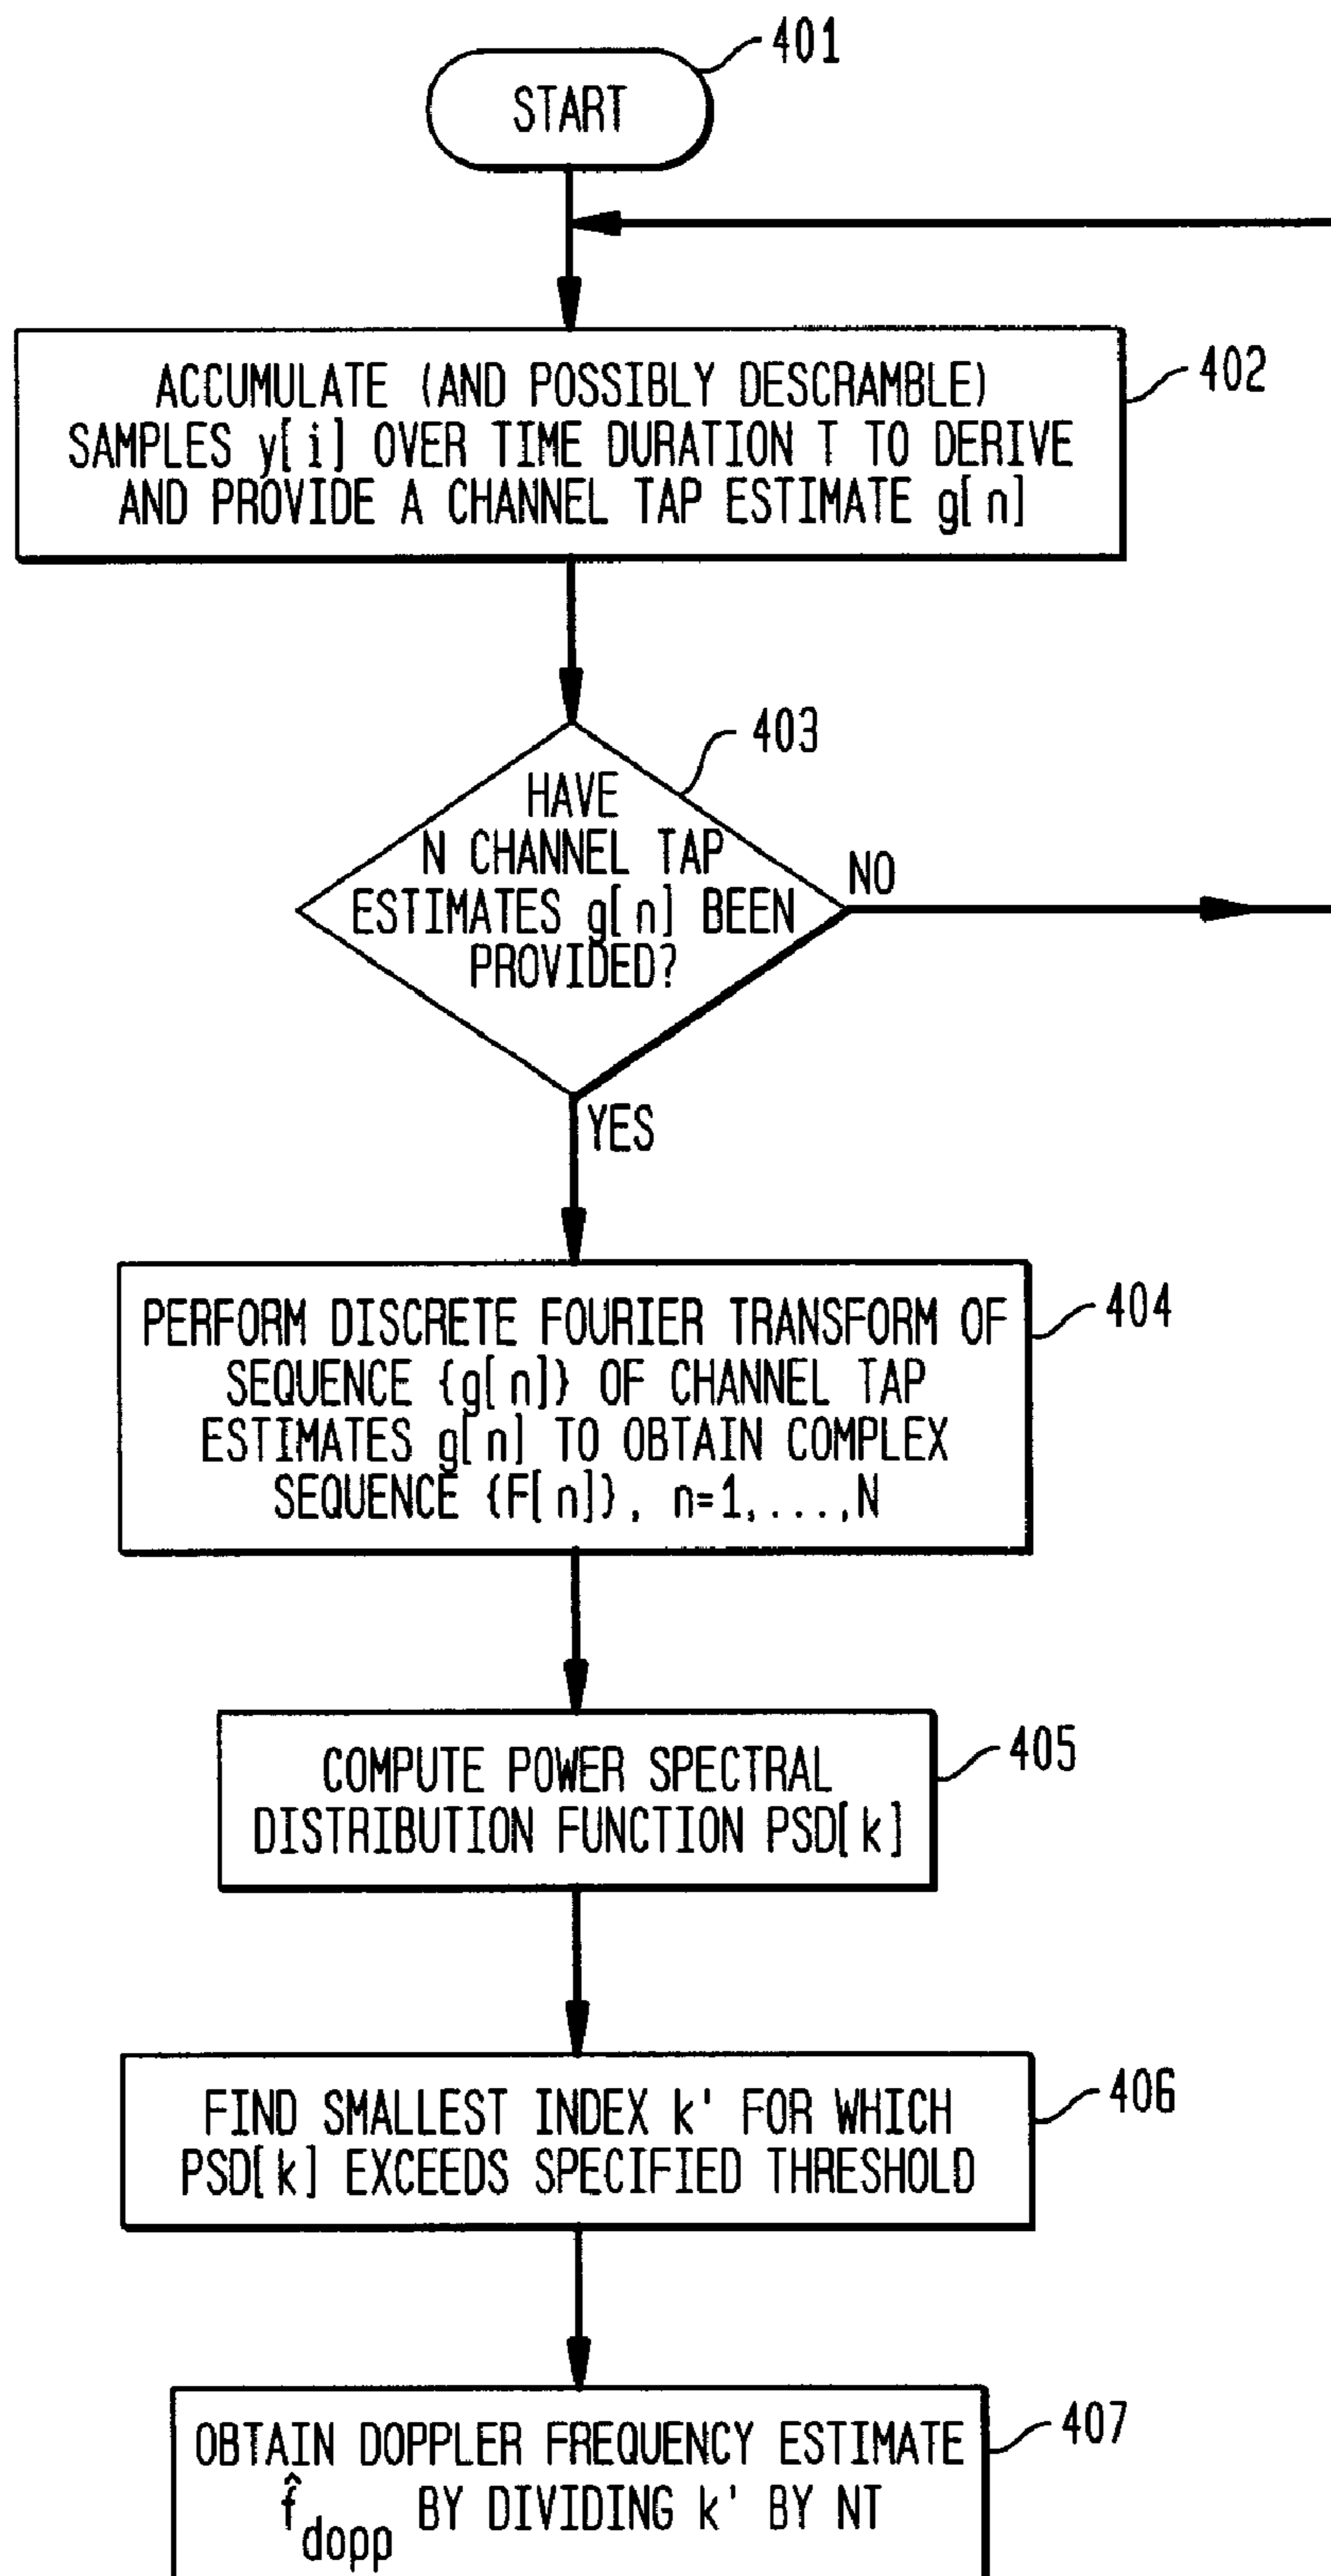 401
START
402
ACCUMULATE (AND POSSIBLY DESCRAMBLE)
SAMPLES y[i] OVER TIME DURATION T TO DERIVE
AND PROVIDE A CHANNEL TAP ESTIMATE g[n]
403
HAVE
N CHANNEL TAP
ESTIMATES g[n] BEEN
PROVIDED?
NO
YES
404
PERFORM DISCRETE FOURIER TRANSFORM OF
SEQUENCE {g[n]} OF CHANNEL TAP
ESTIMATES g[n] TO OBTAIN COMPLEX
SEQUENCE {F[n]}, n=1,...,N
405
COMPUTE POWER SPECTRAL
DISTRIBUTION FUNCTION PSD[k]
406
FIND SMALLEST INDEX k' FOR WHICH
PSD[k] EXCEEDS SPECIFIED THRESHOLD
407
OBTAIN DOPPLER FREQUENCY ESTIMATE
f̂dopp BY DIVIDING k' BY NT